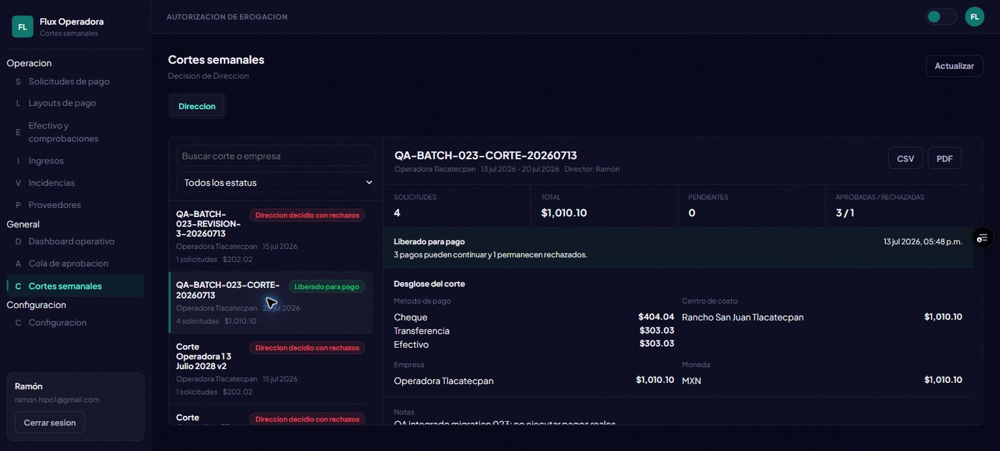 FL
Flux Operadora
Cortes semanales
Operacion
S Solicitudes de pago
L Layouts de pago
E Efectivo y
comprobaciones
I Ingresos
V Incidencias
P Proveedores
General
D Dashboard operativo
A Cola de aprobacion
C Cortes semanales
Configuracion
C Configuracion
Ramón
ramon.hipo1@gmail.com
Cerrar sesion
AUTORIZACION DE EROGACION
FL
Cortes semanales
Decision de Direccion
Actualizar
Direccion
Buscar corte o empresa
Todos los estatus
QA-BATCH-
023-REVISION-
3-20260713
Direccion decidio con rechazos
Operadora Tlacatecpan 15 jul 2026
1 solicitudes $202.02
QA-BATCH-023-CORTE-
20260713
Liberado para pago
Operadora Tlacatecpan 20 jul 2026
4 solicitudes $1,010.10
Corte
Operadora 1 3
Julio 2028 v2
Direccion decidio con rechazos
Operadora Tlacatecpan 15 jul 2026
1 solicitudes $202.02
Corte
Direccion decidio con rechazos
QA-BATCH-023-CORTE-20260713
Operadora Tlacatecpan 13 jul 2026 - 20 jul 2026 Director: Ramón
CSV
PDF
SOLICITUDES
4
TOTAL
$1,010.10
PENDIENTES
0
APROBADAS / RECHAZADAS
3 / 1
Liberado para pago
13 jul 2026, 05:48 p.m.
3 pagos pueden continuar y 1 permanecen rechazados.
Desglose del corte
Metodo de pago
Cheque $404.04
Transferencia $303.03
Efectivo $303.03
Centro de costo
Rancho San Juan Tlacatecpan $1,010.10
Empresa
Operadora Tlacatecpan $1,010.10
Moneda
MXN $1,010.10
Notas
QA integrado migration 023: no ejecutar pagos reales